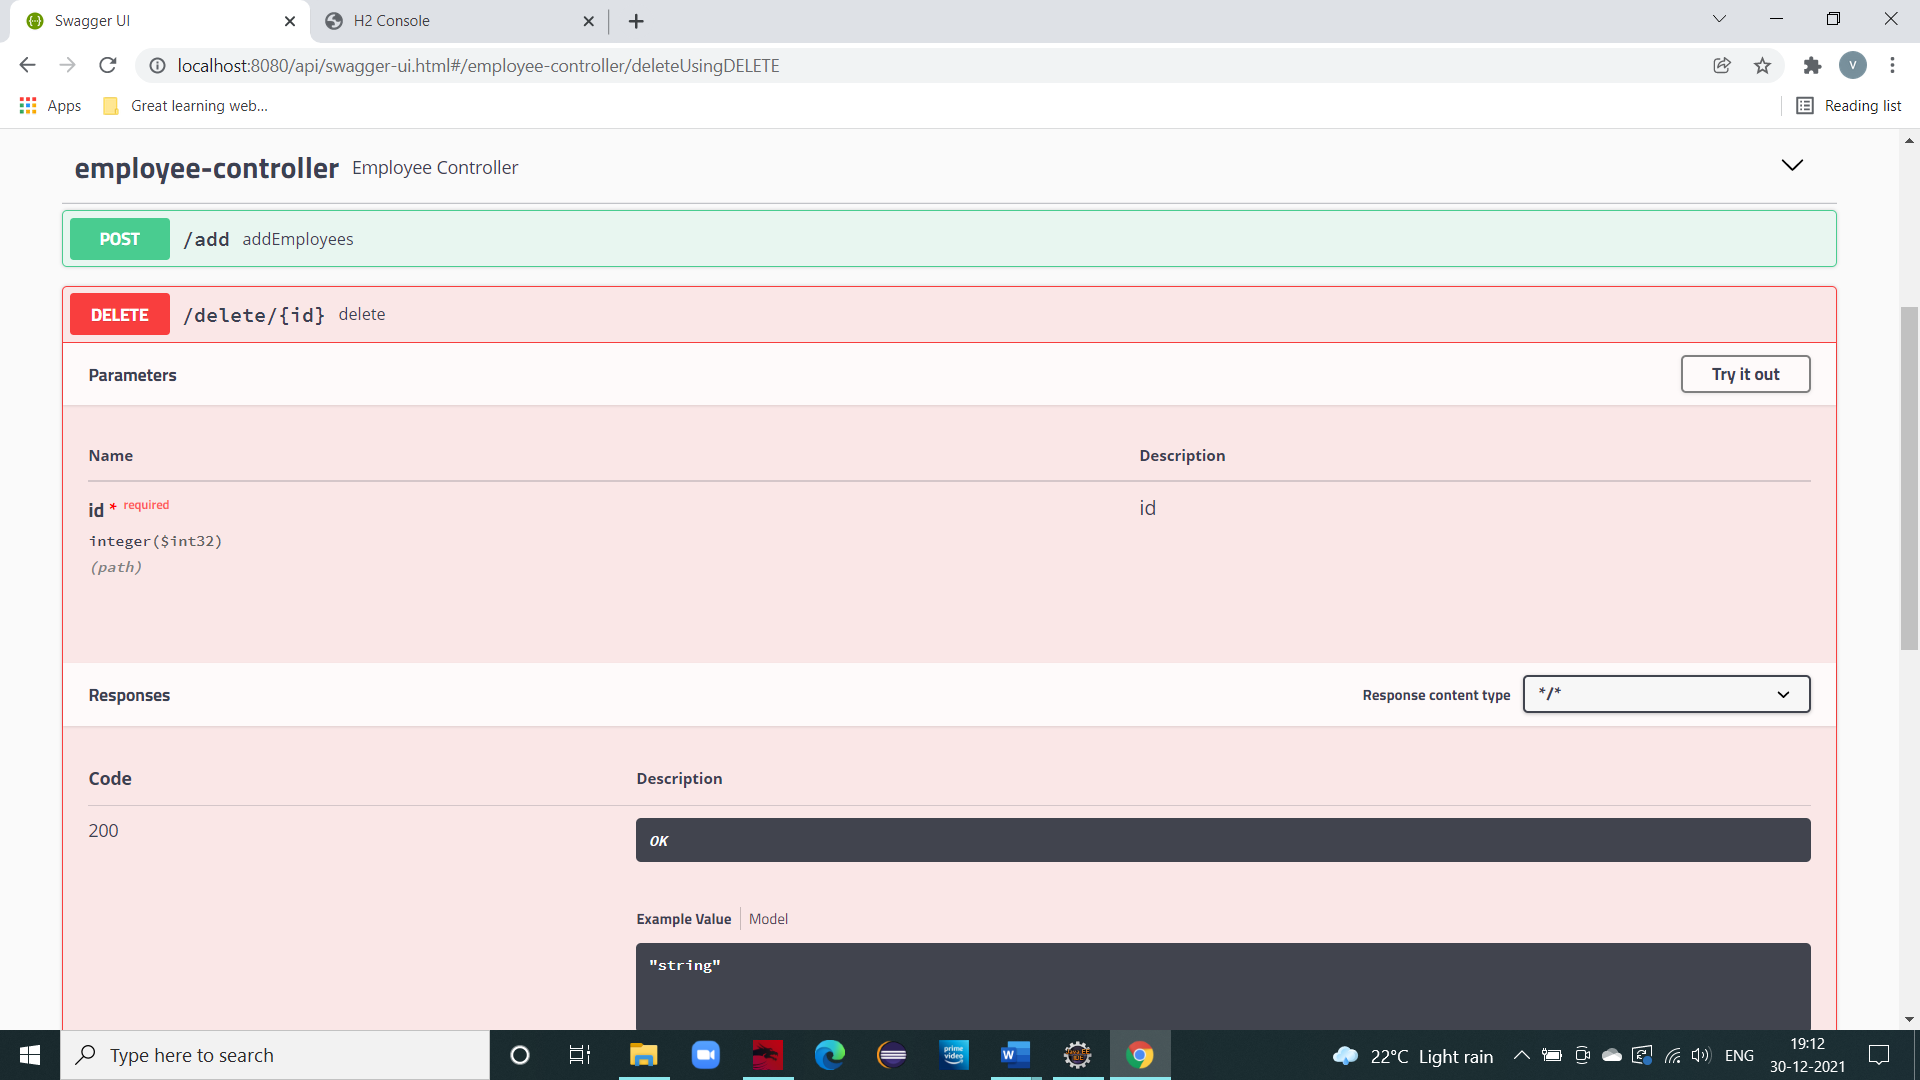 Swagger UI
H2 Console
localhost:8080/api/swagger-ui.html#/employee-controller/deleteUsingDELETE
V
Apps
Great learning web...
Reading list
employee-controller Employee Controller
POST /add addEmployees
DELETE /delete/{id} delete
Parameters
Try it out
Name Description
id * required id
integer($int32)
(path)
Responses
Response content type */*
Code Description
200 OK
Example Value Model
"string"
Type here to search
prime video
W
22°C Light rain
ENG
19:12
30-12-2021